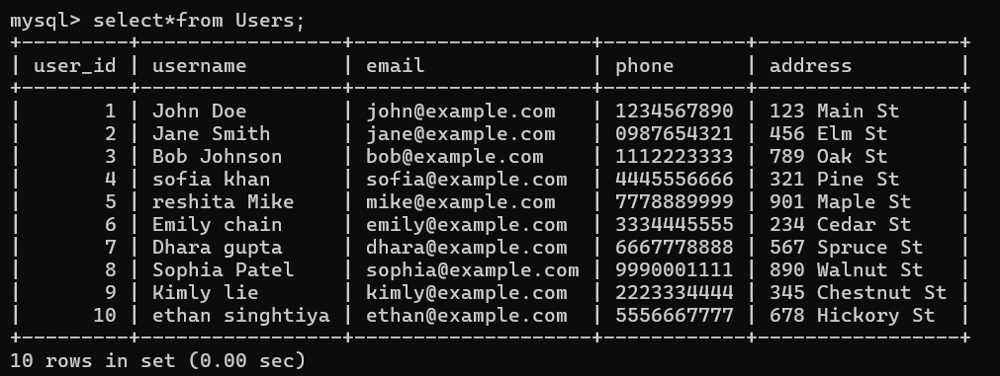 mysql> select*from Users;
+---------+-----------------+--------------------+------------+-----------------+
| user_id | username        | email              | phone      | address         |
+---------+-----------------+--------------------+------------+-----------------+
|       1 | John Doe        | john@example.com   | 1234567890 | 123 Main St     |
|       2 | Jane Smith      | jane@example.com   | 0987654321 | 456 Elm St      |
|       3 | Bob Johnson     | bob@example.com    | 1112223333 | 789 Oak St      |
|       4 | sofia khan      | sofia@example.com  | 4445556666 | 321 Pine St     |
|       5 | reshita Mike    | mike@example.com   | 7778889999 | 901 Maple St    |
|       6 | Emily chain     | emily@example.com  | 3334445555 | 234 Cedar St    |
|       7 | Dhara gupta     | dhara@example.com  | 6667778888 | 567 Spruce St   |
|       8 | Sophia Patel    | sophia@example.com | 9990001111 | 890 Walnut St   |
|       9 | Kimly lie       | kimly@example.com  | 2223334444 | 345 Chestnut St |
|      10 | ethan singhtiya | ethan@example.com  | 5556667777 | 678 Hickory St  |
+---------+-----------------+--------------------+------------+-----------------+
10 rows in set (0.00 sec)